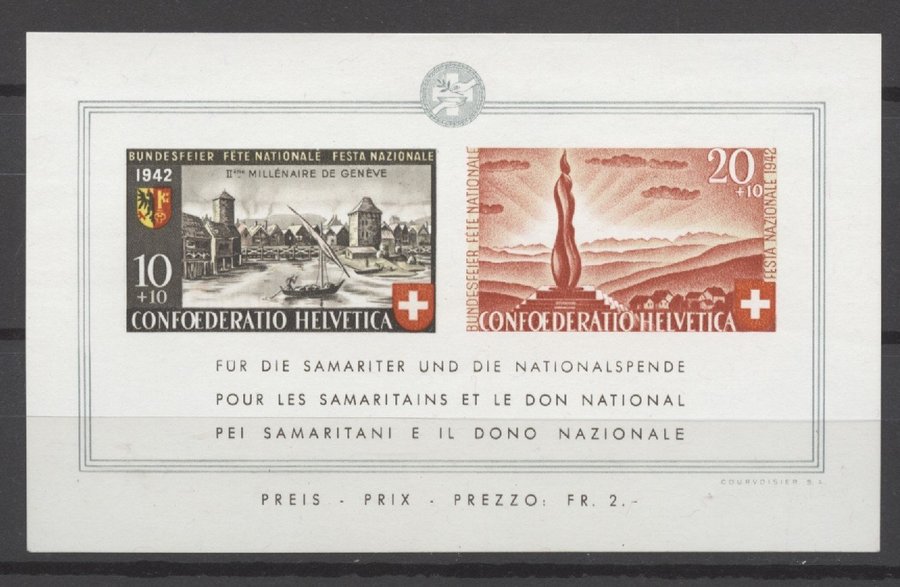 BUNDESFEIER FÊTE NATIONALE FESTA NAZIONALE
1942
IIème MILLÉNAIRE DE GENÈVE
10
+10
CONFOEDERATIO HELVETICA
BUNDESFEIER FÊTE NATIONALE
20
+10
FESTA NAZIONALE 1942
CONFOEDERATIO HELVETICA
FÜR DIE SAMARITER UND DIE NATIONALSPENDE
POUR LES SAMARITAINS ET LE DON NATIONAL
PEI SAMARITANI E IL DONO NAZIONALE
COURVOISIER S.A.
PREIS - PRIX - PREZZO: FR. 2.-